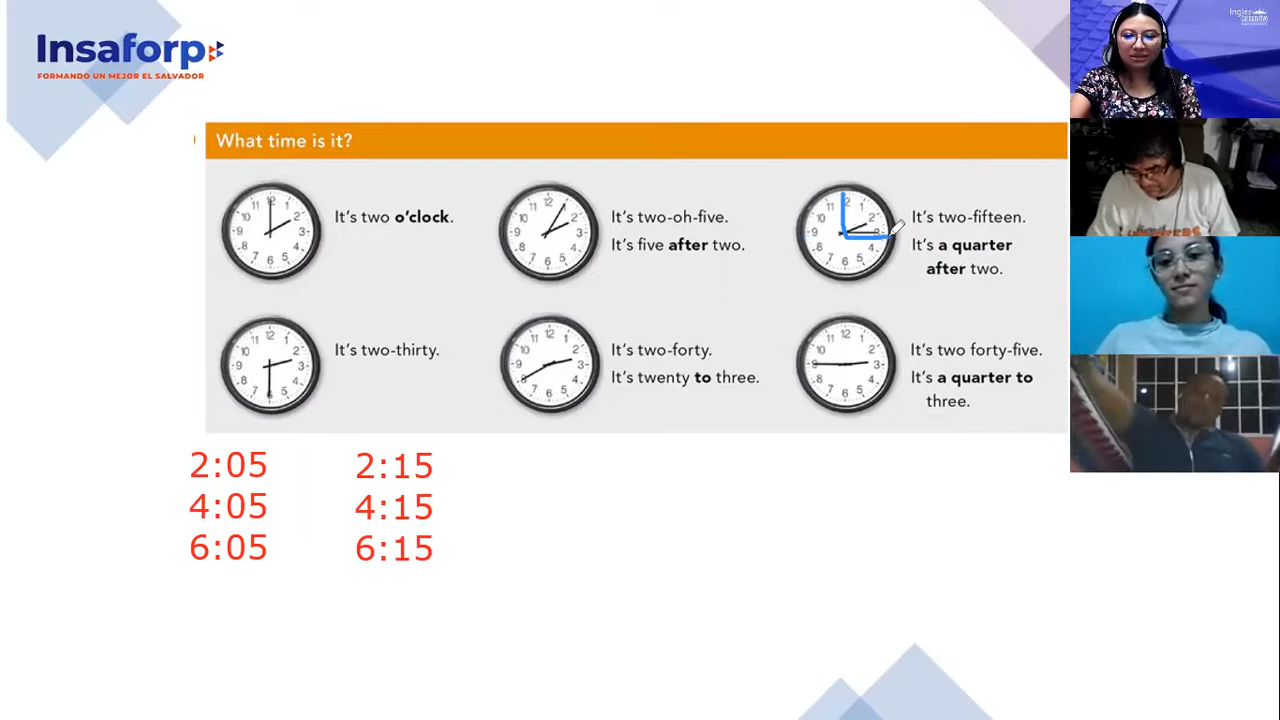 Insaforp
FORMANDO UN MEJOR EL SALVADOR
What time is it?
It's two o'clock.
It's two-oh-five.
It's five after two.
It's two-fifteen.
It's a quarter
after two.
It's two-thirty.
It's two-forty.
It's twenty to three.
It's two forty-five.
It's a quarter to
three.
2:05 2:15
4:05 4:15
6:05 6:15
Ingles